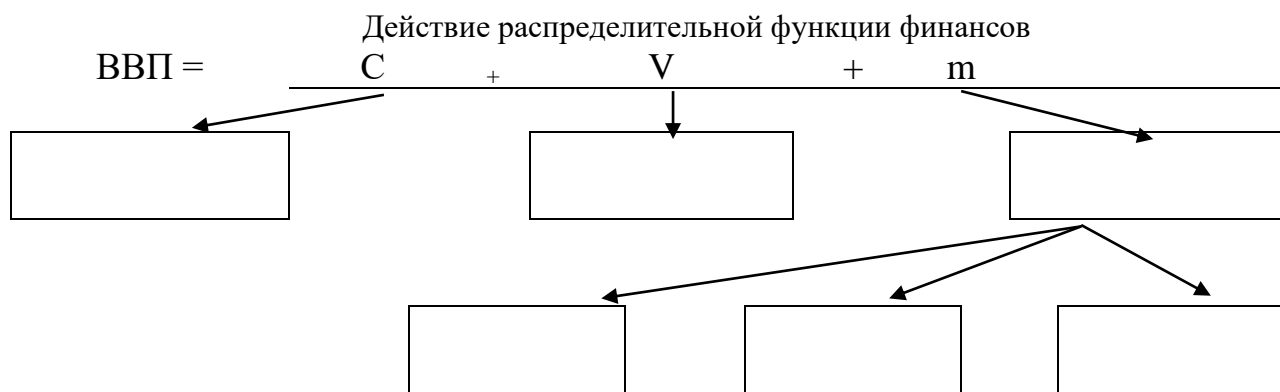 Действие распределительной функции финансов
ВВП = С + V + m